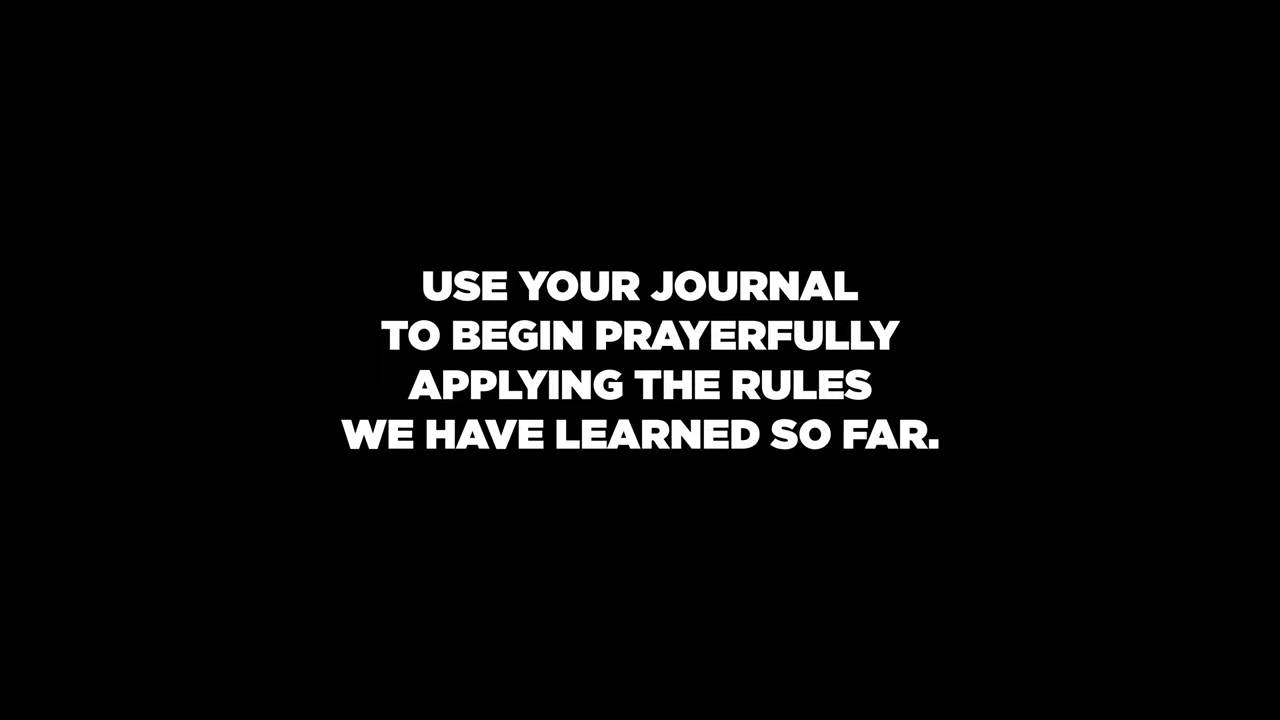 USE YOUR JOURNAL
TO BEGIN PRAYERFULLY
APPLYING THE RULES
WE HAVE LEARNED SO FAR.